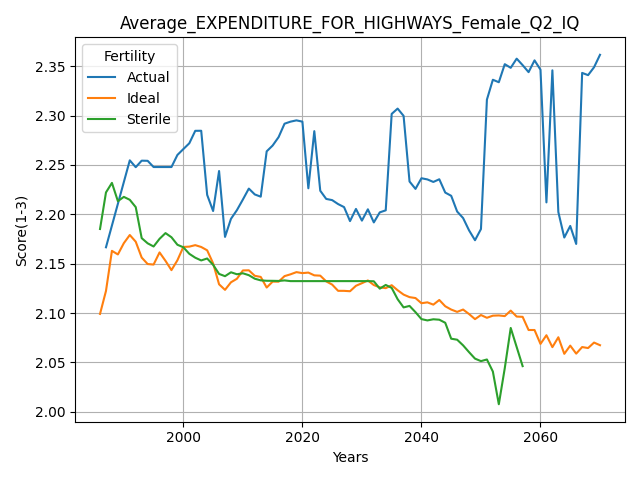 Average_EXPENDITURE_FOR_HIGHWAYS_Female_Q2_IQ
Fertility
Actual
Ideal
Sterile
Score(1-3)
2.35
2.30
2.25
2.20
2.15
2.10
2.05
2.00
2000 2020 2040 2060
Years